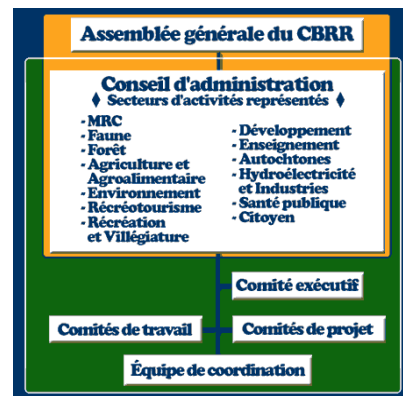 Assemblée générale du CBRR
Conseil d'administration
♦ Secteurs d'activités représentés ♦
- MRC
- Faune
- Forêt
- Agriculture et
Agroalimentaire
- Environnement
- Récréotourisme
- Récréation
et Villégiature
- Développement
- Enseignement
- Autochtones
- Hydroélectricité
et Industries
- Santé publique
- Citoyen
Comité exécutif
Comités de travail
Comités de projet
Équipe de coordination